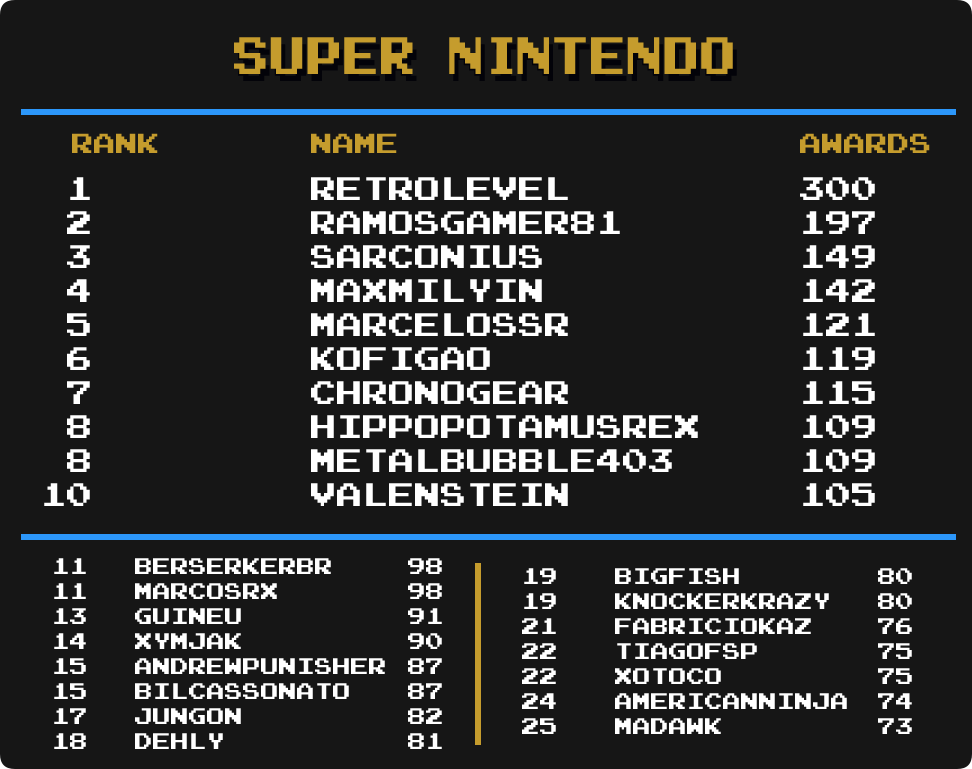 SUPER NINTENDO
RANK NAME AWARDS
1 RETROLEVEL 300
2 RAMOSGAMER81 197
3 SARCONIUS 149
4 MAXMILYIN 142
5 MARCELOSSR 121
6 KOFIGAO 119
7 CHRONOGEAR 115
8 HIPPOPOTAMUSREX 109
8 METALBUBBLE403 109
10 VALENSTEIN 105
11 BERSERKERBR 98
11 MARCOSRX 98
13 GUINEU 91
14 XYMJAK 90
15 ANDREWPUNISHER 87
15 BILCASSONATO 87
17 JUNGON 82
18 DEHLY 81
19 BIGFISH 80
19 KNOCKERKRAZY 80
21 FABRICIOKAZ 76
22 TIAGOFSP 75
22 XOTOCO 75
24 AMERICANNINJA 74
25 MADAWK 73